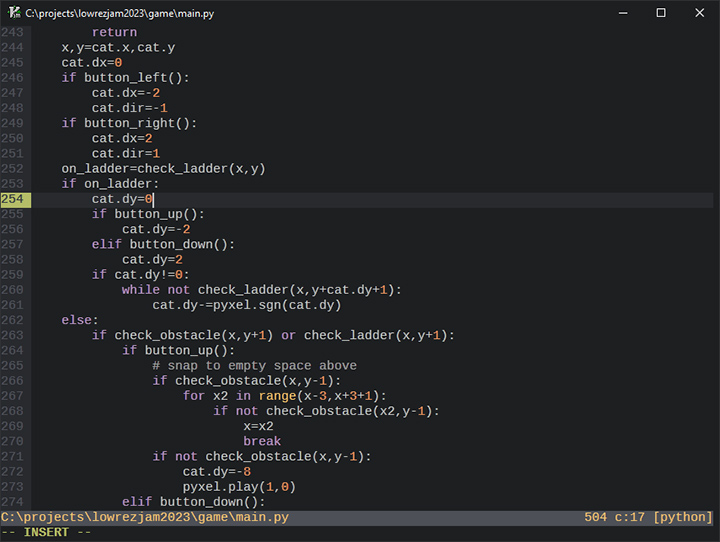 C:\projects\lowrezjam2023\game\main.py
243         return
244     x,y=cat.x,cat.y
245     cat.dx=0
246     if button_left():
247         cat.dx=-2
248         cat.dir=-1
249     if button_right():
250         cat.dx=2
251         cat.dir=1
252     on_ladder=check_ladder(x,y)
253     if on_ladder:
254         cat.dy=0
255         if button_up():
256             cat.dy=-2
257         elif button_down():
258             cat.dy=2
259         if cat.dy!=0:
260             while not check_ladder(x,y+cat.dy+1):
261                 cat.dy-=pyxel.sgn(cat.dy)
262     else:
263         if check_obstacle(x,y+1) or check_ladder(x,y+1):
264             if button_up():
265                 # snap to empty space above
266                 if check_obstacle(x,y-1):
267                     for x2 in range(x-3,x+3+1):
268                         if not check_obstacle(x2,y-1):
269                             x=x2
270                             break
271                 if not check_obstacle(x,y-1):
272                     cat.dy=-8
273                     pyxel.play(1,0)
274             elif button_down():
C:\projects\lowrezjam2023\game\main.py 504 c:17 [python]
-- INSERT --